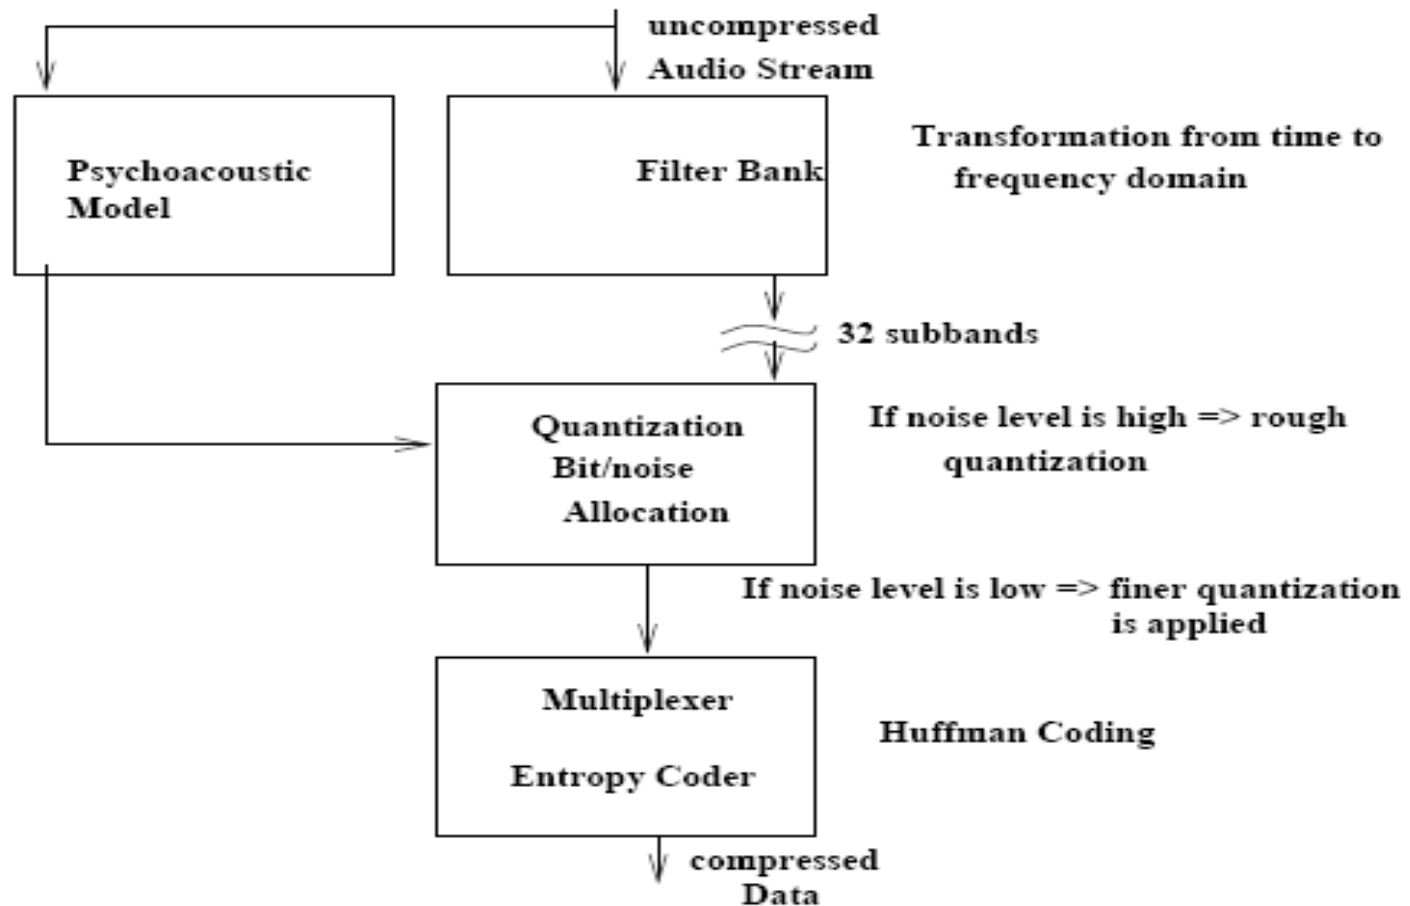 uncompressed
Audio Stream
Psychoacoustic
Model
Filter Bank
Transformation from time to
frequency domain
32 subbands
Quantization
Bit/noise
Allocation
If noise level is high => rough
quantization
If noise level is low => finer quantization
is applied
Multiplexer
Entropy Coder
Huffman Coding
compressed
Data